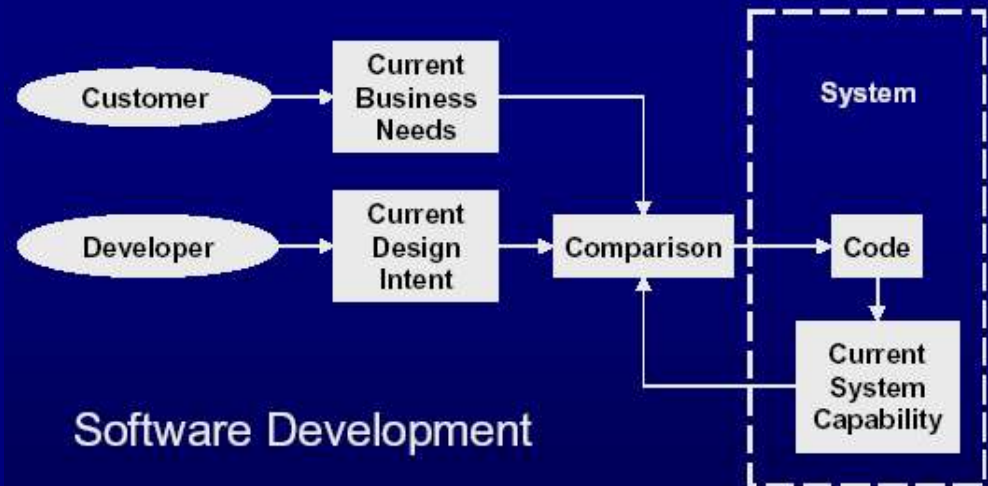 Customer
Current
Business
Needs
System
Developer
Current
Design
Intent
Comparison
Code
Current
System
Capability
Software Development